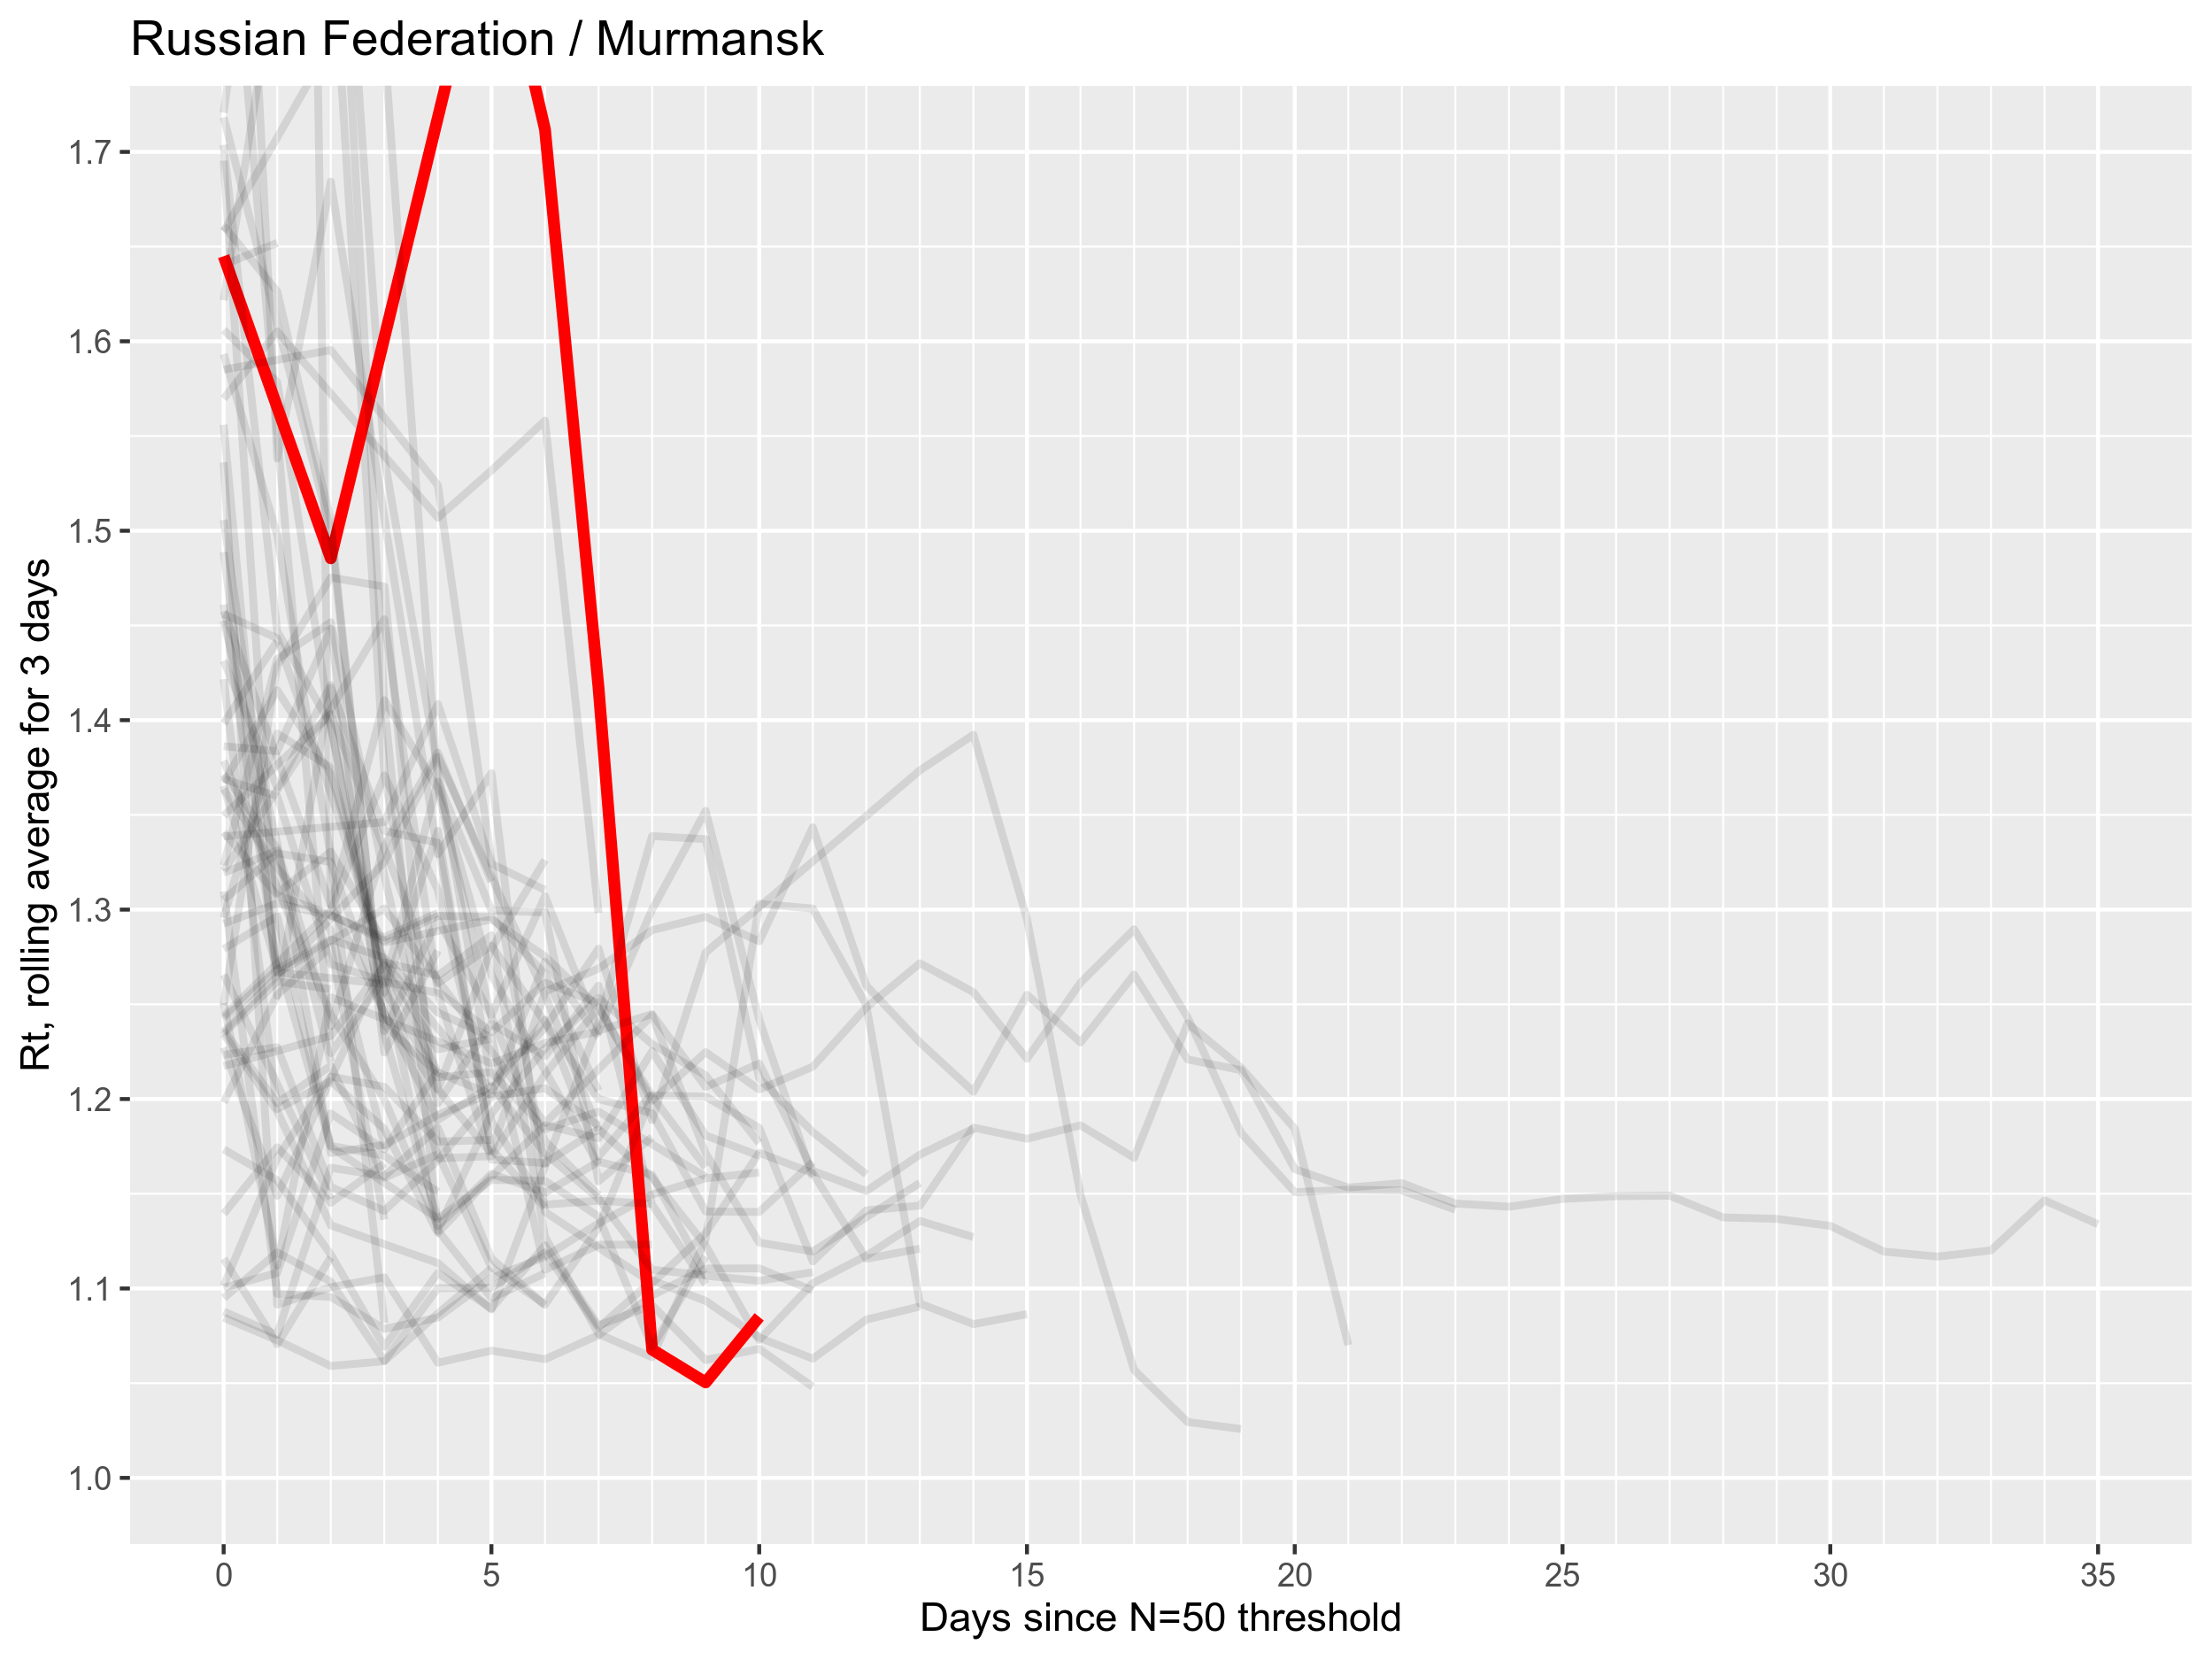 Russian Federation / Murmansk
Rt, rolling average for 3 days
1.7
1.6
1.5
1.4
1.3
1.2
1.1
1.0
0 5 10 15 20 25 30 35
Days since N=50 threshold